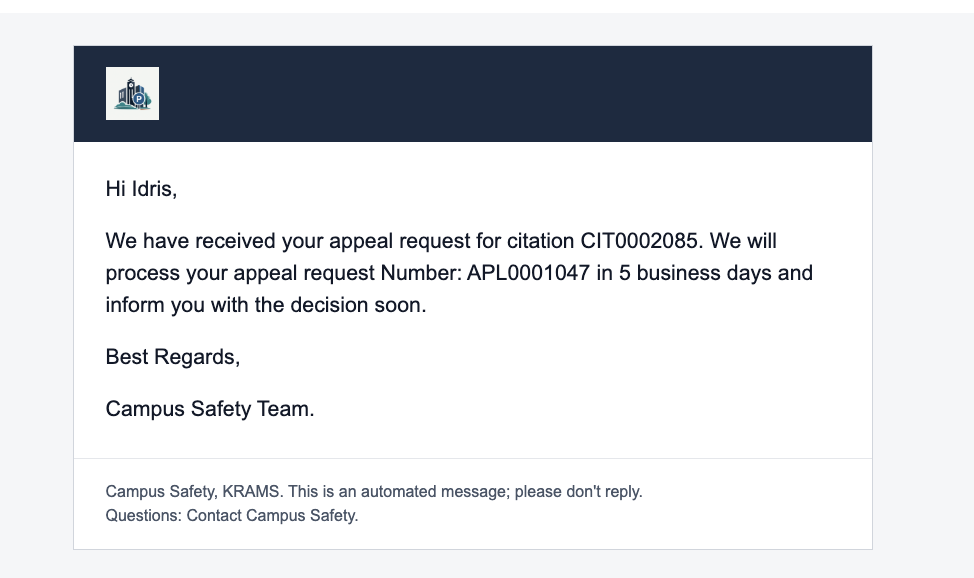 Hi Idris,
We have received your appeal request for citation CIT0002085. We will
process your appeal request Number: APL0001047 in 5 business days and
inform you with the decision soon.
Best Regards,
Campus Safety Team.
Campus Safety, KRAMS. This is an automated message; please don't reply.
Questions: Contact Campus Safety.